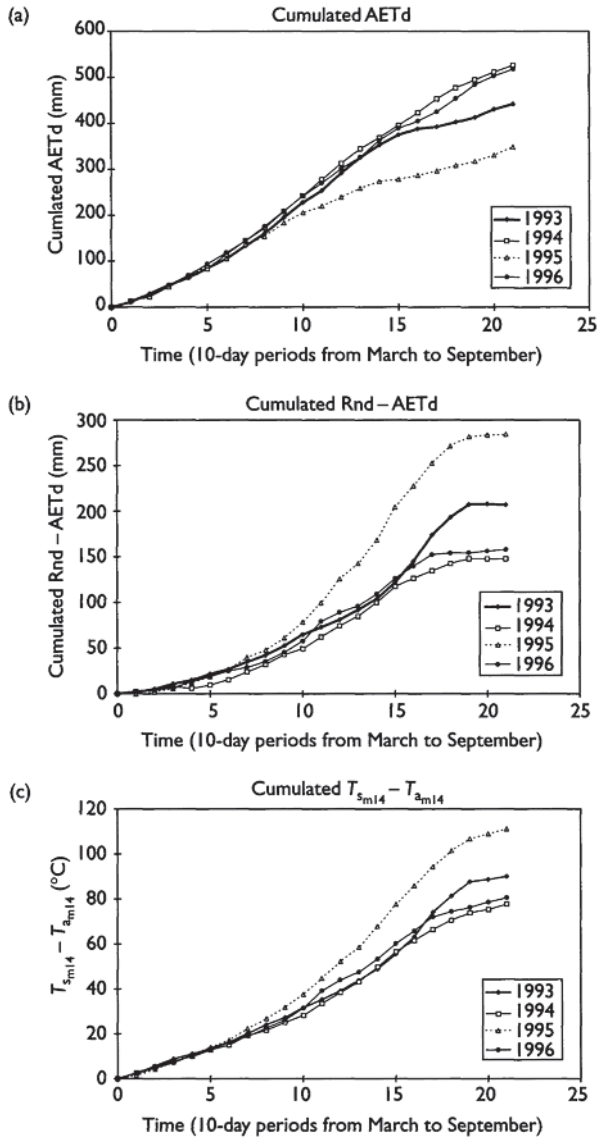 (a)
Cumulated AETd
Cumlated AETd (mm)
600
500
400
300
200
100
0
0 5 10 15 20 25
1993
1994
1995
1996
Time (10-day periods from March to September)
(b)
Cumulated Rnd – AETd
Cumulated Rnd – AETd (mm)
300
250
200
150
100
50
0
0 5 10 15 20 25
1993
1994
1995
1996
Time (10-day periods from March to September)
(c)
Cumulated Tsm14 – Tam14
Tsm14 – Tam14 (°C)
120
100
80
60
40
20
0
0 5 10 15 20 25
1993
1994
1995
1996
Time (10-day periods from March to September)